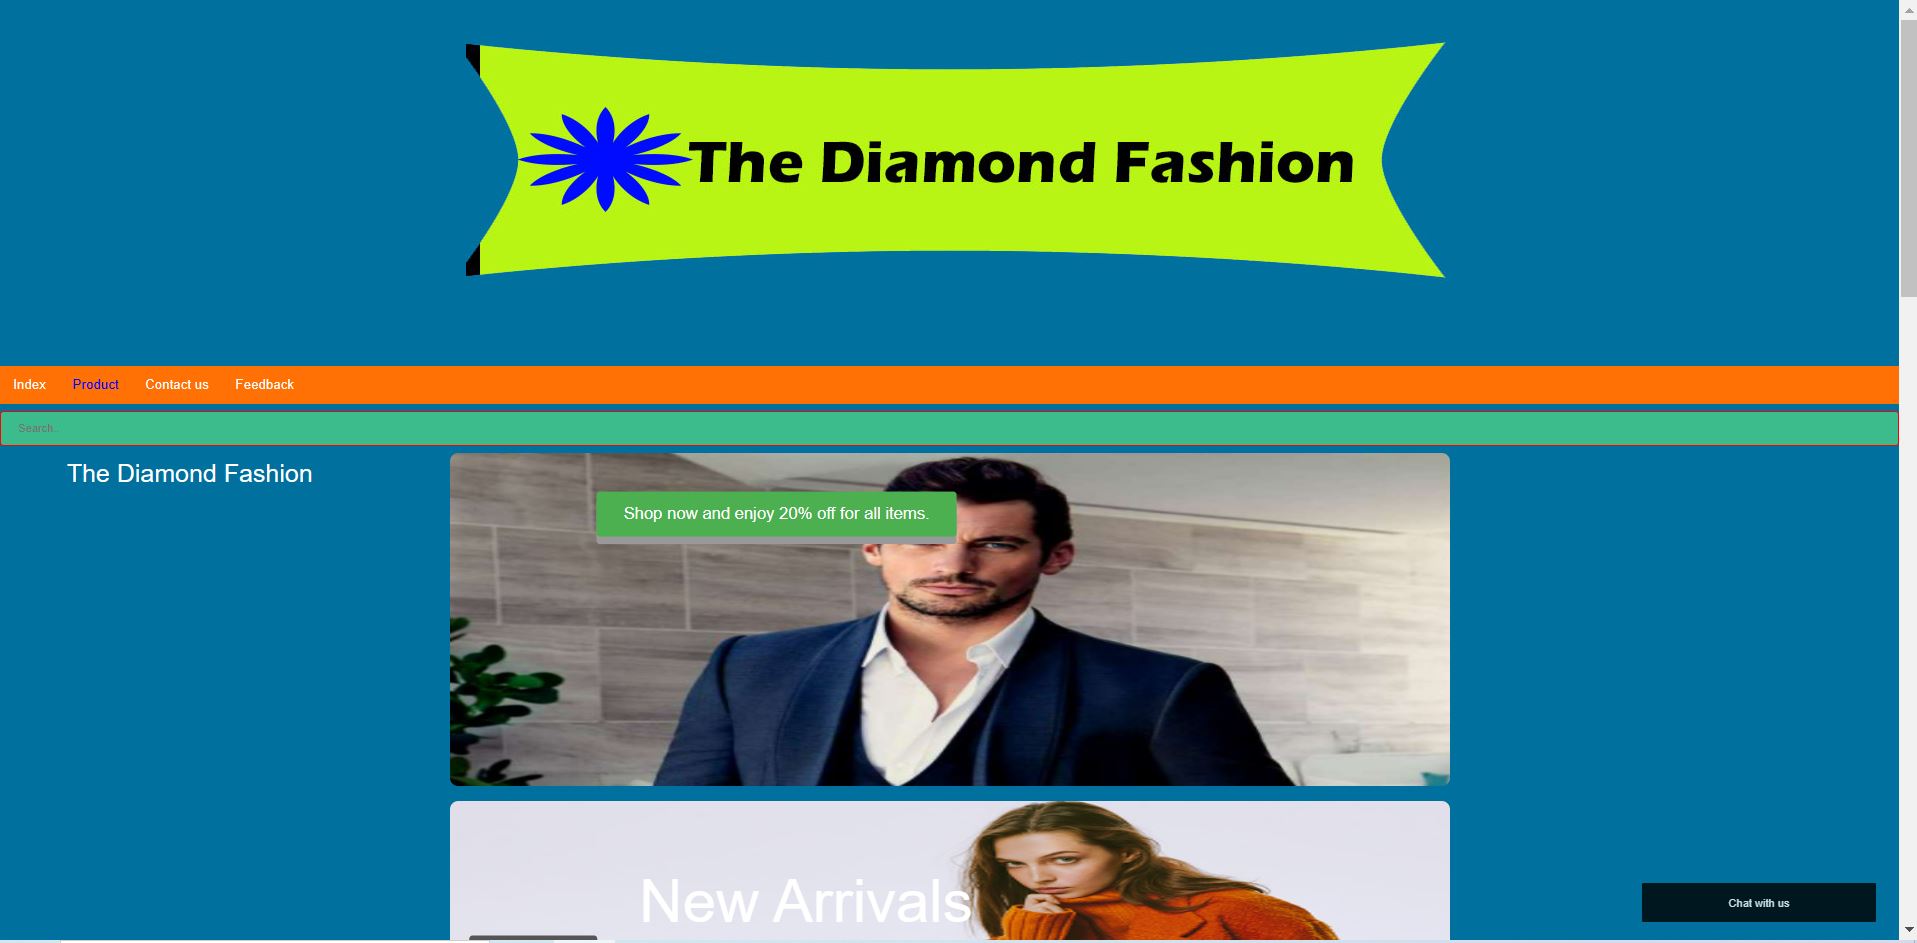 The Diamond Fashion
Index Product Contact us Feedback
Search..
The Diamond Fashion
Shop now and enjoy 20% off for all items.
New Arrivals
Chat with us